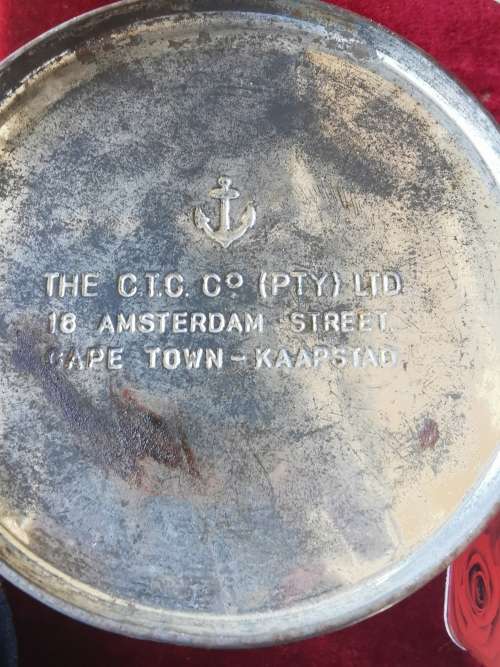 THE C.T.C. Cº (PTY) LTD.
18 AMSTERDAM STREET.
CAPE TOWN - KAAPSTAD.